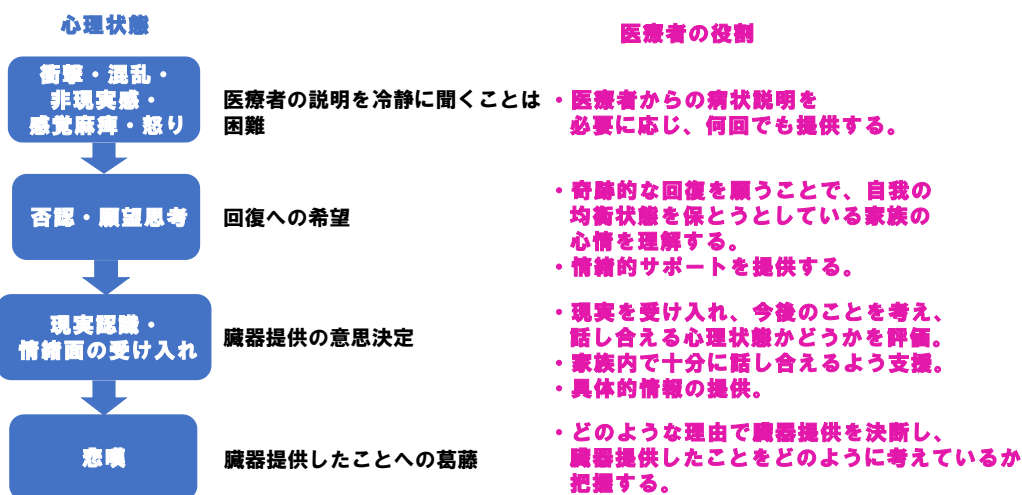 心理状態
医療者の役割
衝撃・混乱・
非現実感・
感覚麻痺・怒り
医療者の説明を冷静に聞くことは
困難
・医療者からの病状説明を
必要に応じ、何回でも提供する。
否認・願望思考
回復への希望
・奇跡的な回復を願うことで、自我の
均衡状態を保とうとしている家族の
心情を理解する。
・情緒的サポートを提供する。
現実認識・
情緒面の受け入れ
臓器提供の意思決定
・現実を受け入れ、今後のことを考え、
話し合える心理状態かどうかを評価。
・家族内で十分に話し合えるよう支援。
・具体的情報の提供。
悲嘆
臓器提供したことへの葛藤
・どのような理由で臓器提供を決断し、
臓器提供したことをどのように考えているか
把握する。